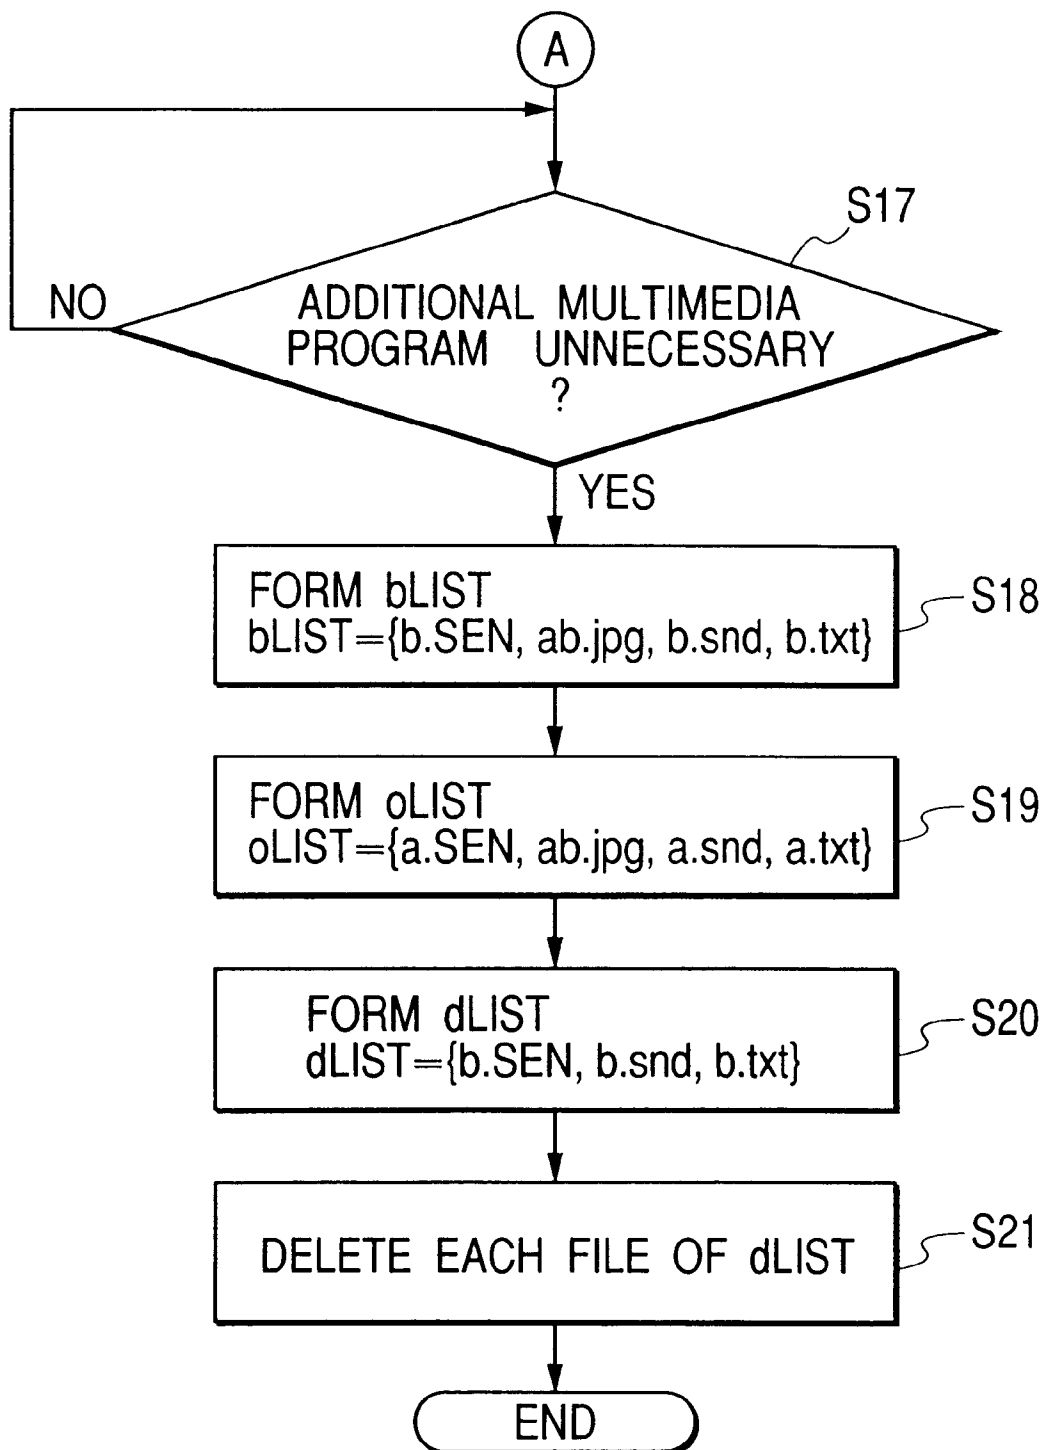 A
S17
NO
ADDITIONAL MULTIMEDIA
PROGRAM UNNECESSARY
?
YES
FORM bLIST
bLIST={b.SEN, ab.jpg, b.snd, b.txt}
S18
FORM oLIST
oLIST={a.SEN, ab.jpg, a.snd, a.txt}
S19
FORM dLIST
dLIST={b.SEN, b.snd, b.txt}
S20
DELETE EACH FILE OF dLIST
S21
END